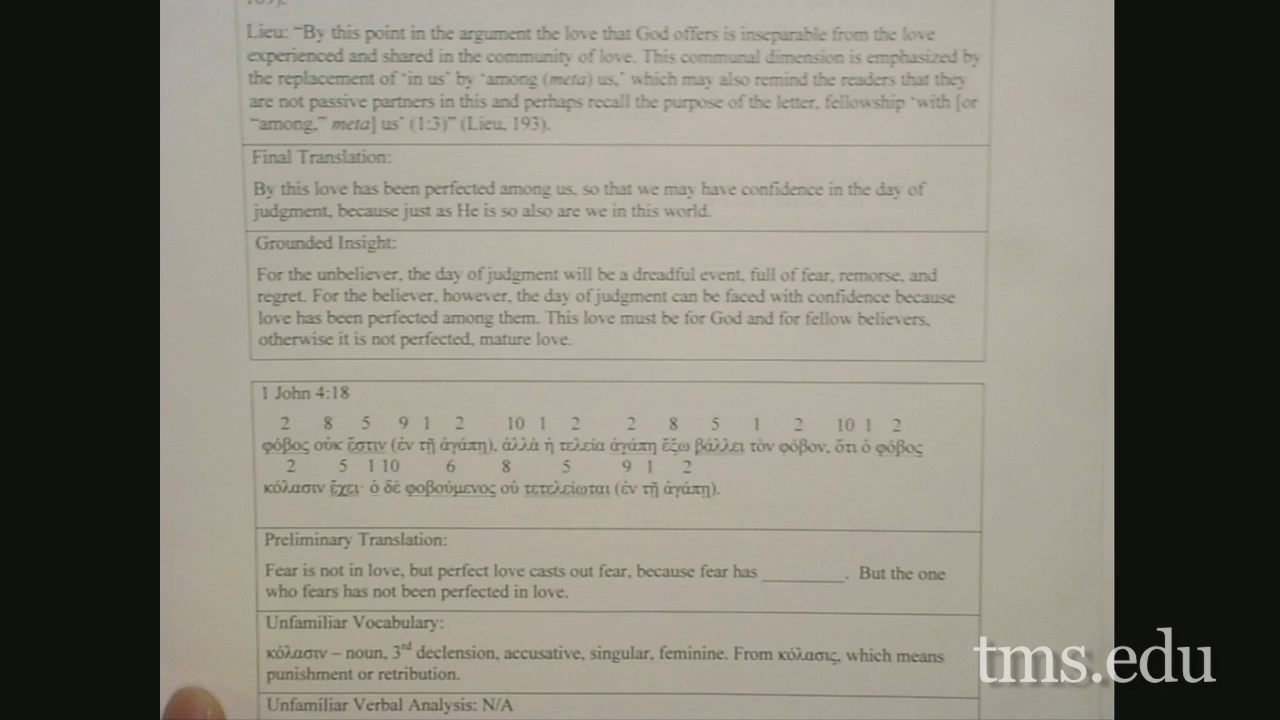 Lieu: "By this point in the argument the love that God offers is inseparable from the love
experienced and shared in the community of love. This communal dimension is emphasized by
the replacement of 'in us' by 'among (meta) us,' which may also remind the readers that they
are not passive partners in this and perhaps recall the purpose of the letter, fellowship 'with [or
"among," meta] us' (1:3)" (Lieu, 193).
Final Translation:
By this love has been perfected among us, so that we may have confidence in the day of
judgment, because just as He is so also are we in this world.
Grounded Insight:
For the unbeliever, the day of judgment will be a dreadful event, full of fear, remorse, and
regret. For the believer, however, the day of judgment can be faced with confidence because
love has been perfected among them. This love must be for God and for fellow believers,
otherwise it is not perfected, mature love.
1 John 4:18
2 8 5 9 1 2 10 1 2 2 8 5 1 2 10 1 2
φόβος οὐκ ἔστιν (ἐν τῇ ἀγάπῃ), ἀλλὰ ἡ τελεία ἀγάπη ἔξω βάλλει τὸν φόβον, ὅτι ὁ φόβος
2 5 1 10 6 8 5 9 1 2
κόλασιν ἔχει· ὁ δὲ φοβούμενος οὐ τετελείωται (ἐν τῇ ἀγάπῃ).
Preliminary Translation:
Fear is not in love, but perfect love casts out fear, because fear has ________. But the one
who fears has not been perfected in love.
Unfamiliar Vocabulary:
κόλασιν – noun, 3rd declension, accusative, singular, feminine. From κόλασις, which means
punishment or retribution.
Unfamiliar Verbal Analysis: N/A
tms.edu